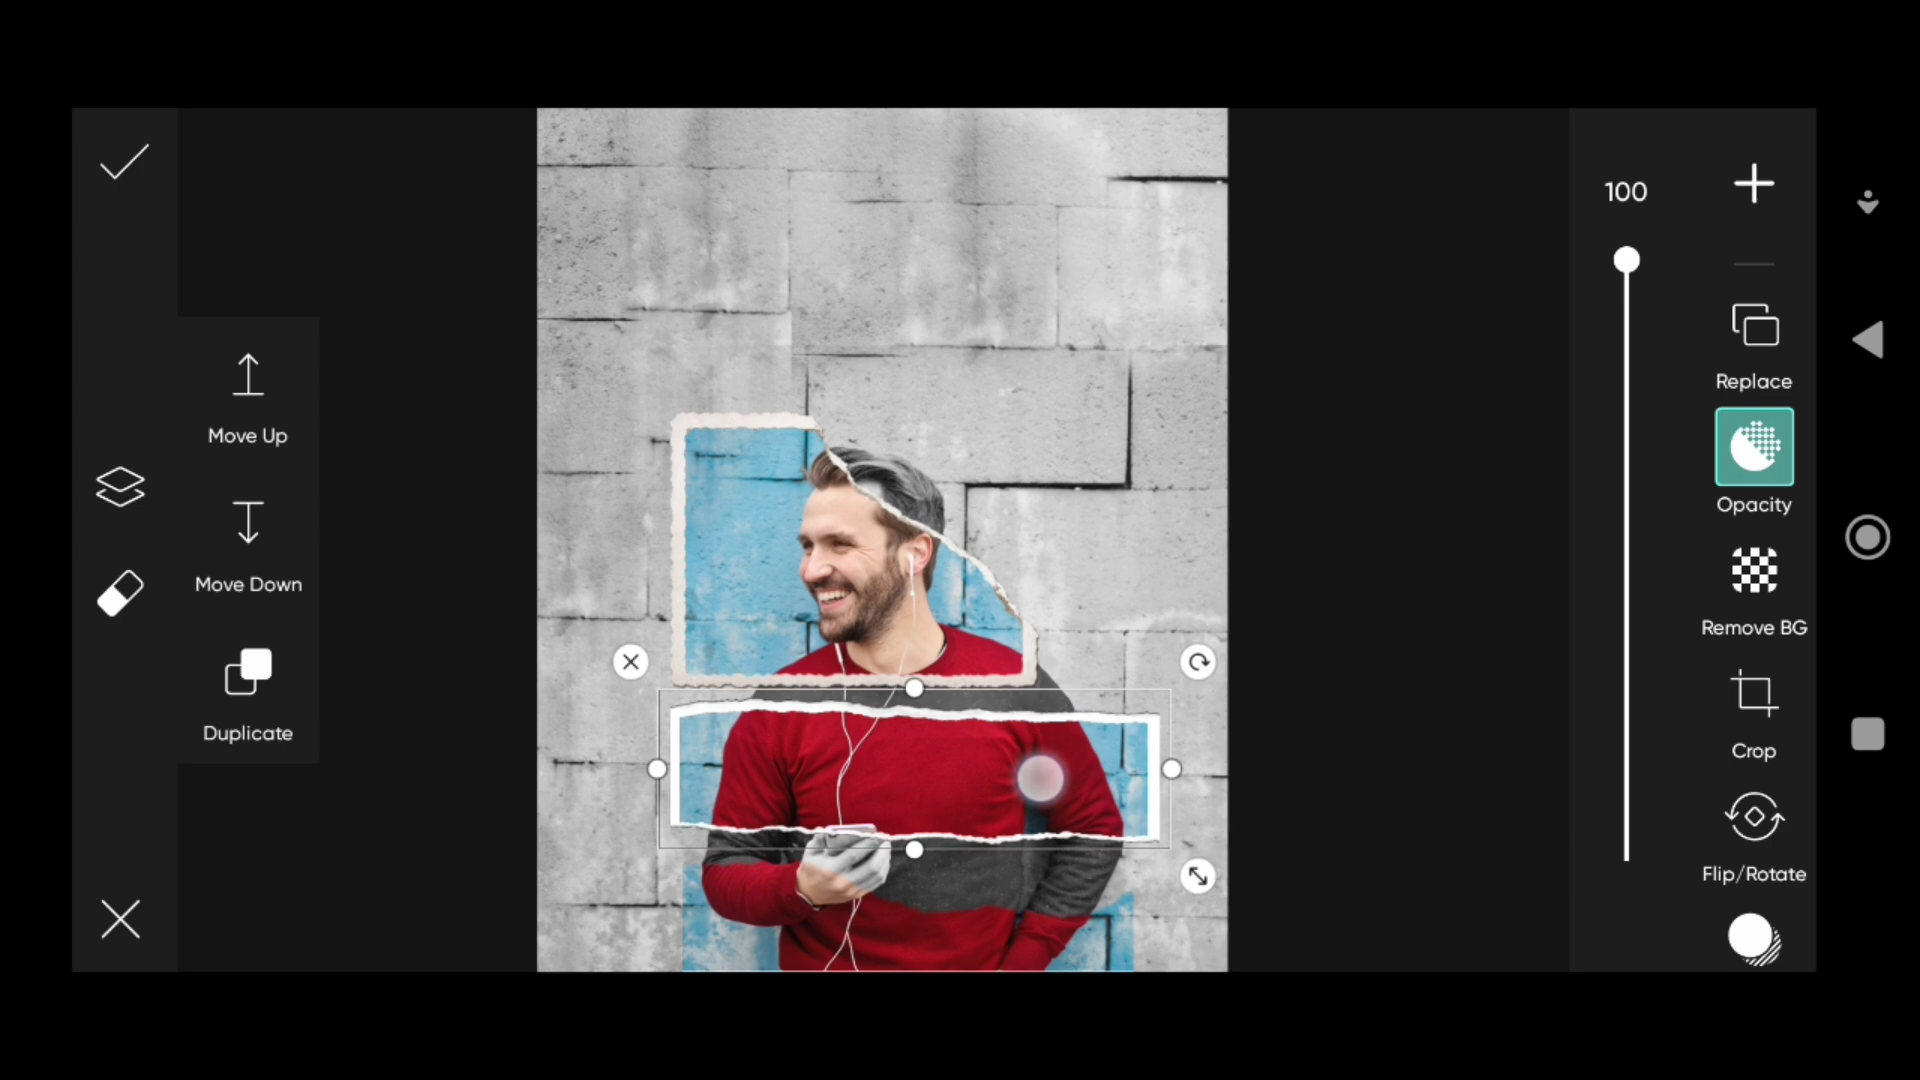 Move Up
Move Down
Duplicate
100
Replace
Opacity
Remove BG
Crop
Flip/Rotate